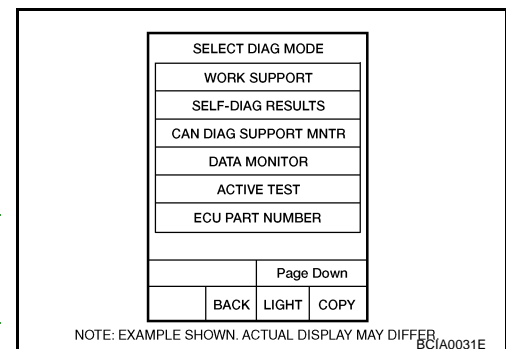 SELECT DIAG MODE
WORK SUPPORT
SELF-DIAG RESULTS
CAN DIAG SUPPORT MNTR
DATA MONITOR
ACTIVE TEST
ECU PART NUMBER
Page Down
BACK LIGHT COPY
NOTE: EXAMPLE SHOWN. ACTUAL DISPLAY MAY DIFFER.
BCIA0031E